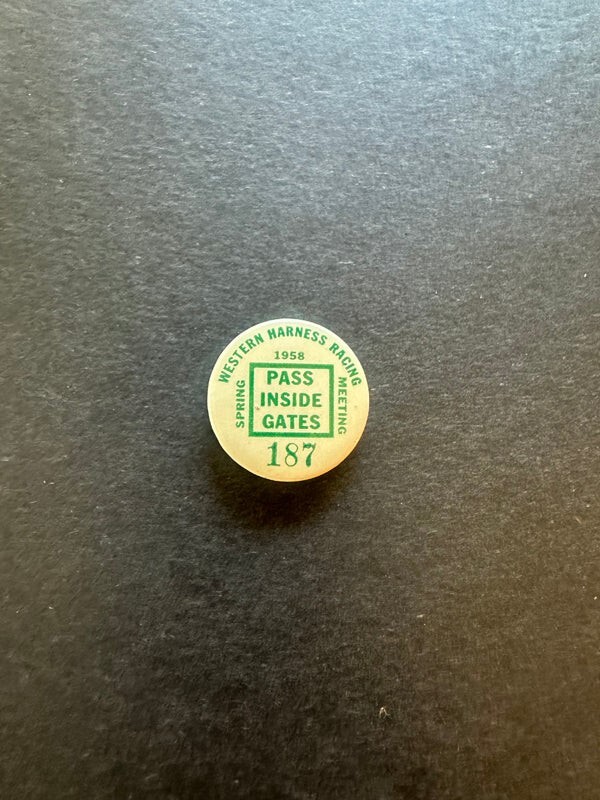 WESTERN HARNESS RACING
1958
SPRING
PASS
INSIDE
GATES
MEETING
187